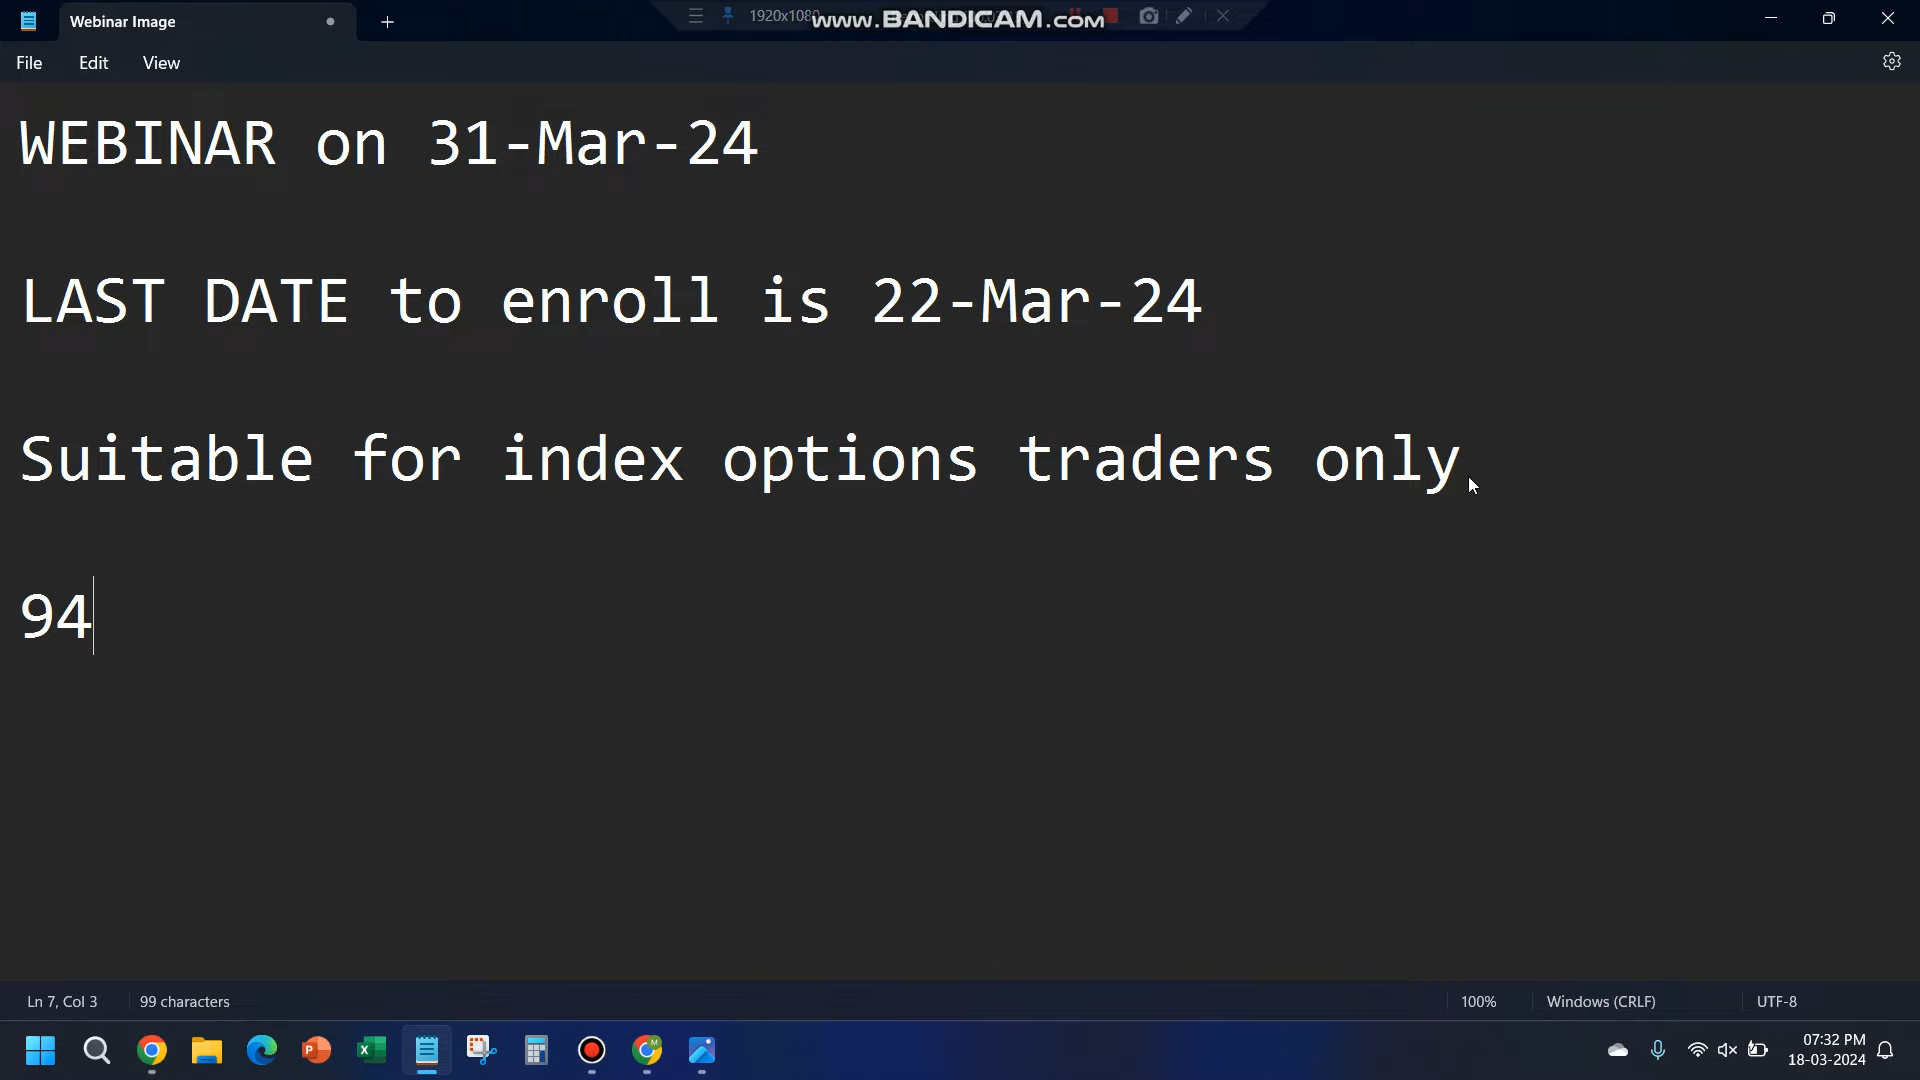 Webinar Image
1920x1080
www.BANDICAM.com
File Edit View
WEBINAR on 31-Mar-24
LAST DATE to enroll is 22-Mar-24
Suitable for index options traders only
94
Ln 7, Col 3 99 characters 100% Windows (CRLF) UTF-8
07:32 PM
18-03-2024